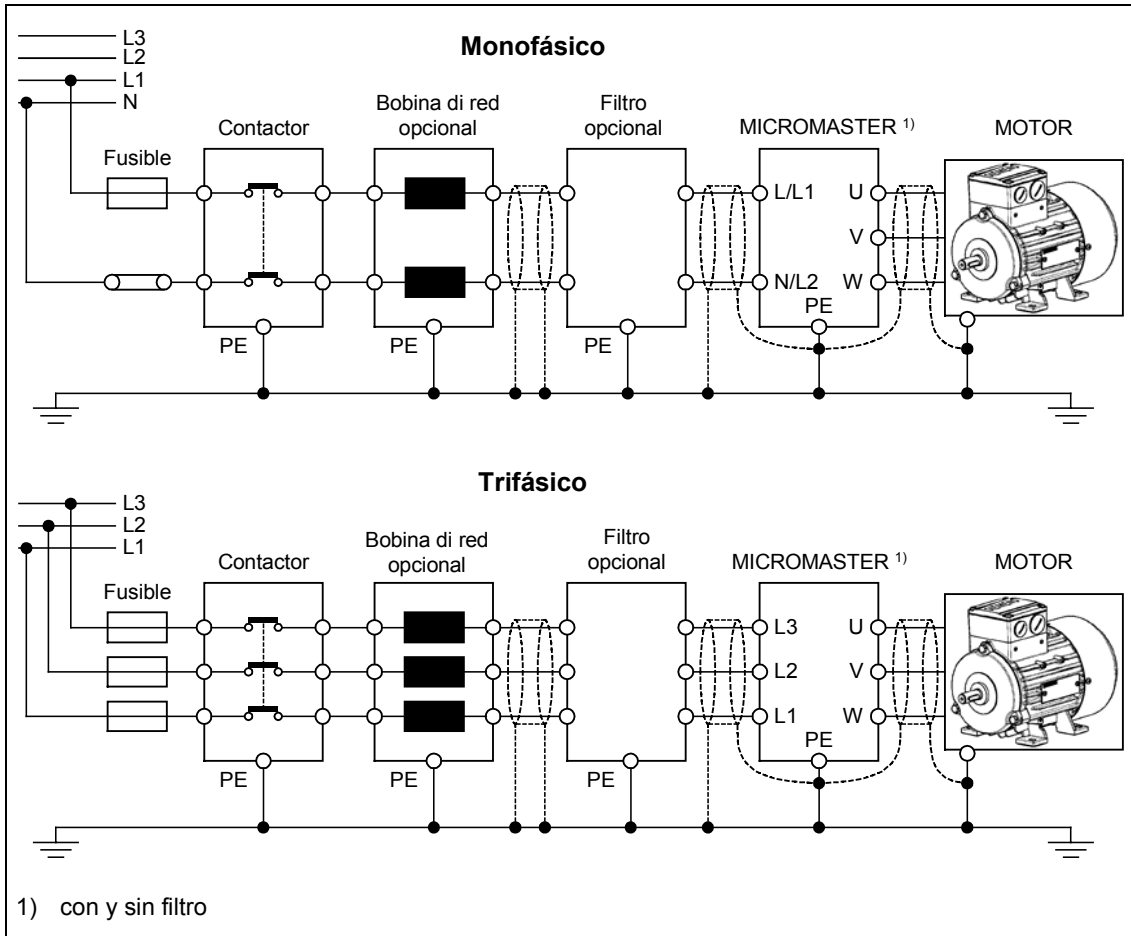 Monofásico
L3
L2
L1
N
Fusible
Contactor
Bobina di red
opcional
Filtro
opcional
MICROMASTER 1)
MOTOR
L/L1
U
V
N/L2
W
PE
PE
PE
PE
Trifásico
L3
L2
L1
Fusible
Contactor
Bobina di red
opcional
Filtro
opcional
MICROMASTER 1)
MOTOR
L3
U
L2
V
L1
W
PE
PE
PE
PE
1) con y sin filtro